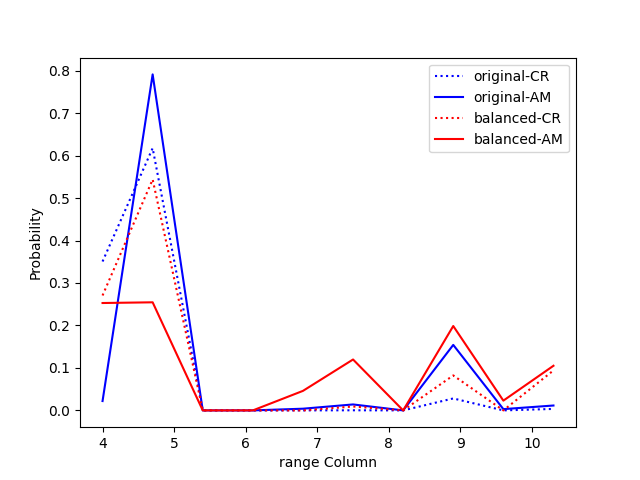 0.8
0.7
0.6
0.5
0.4
0.3
0.2
0.1
0.0
Probability
4 5 6 7 8 9 10
range Column
original-CR
original-AM
balanced-CR
balanced-AM